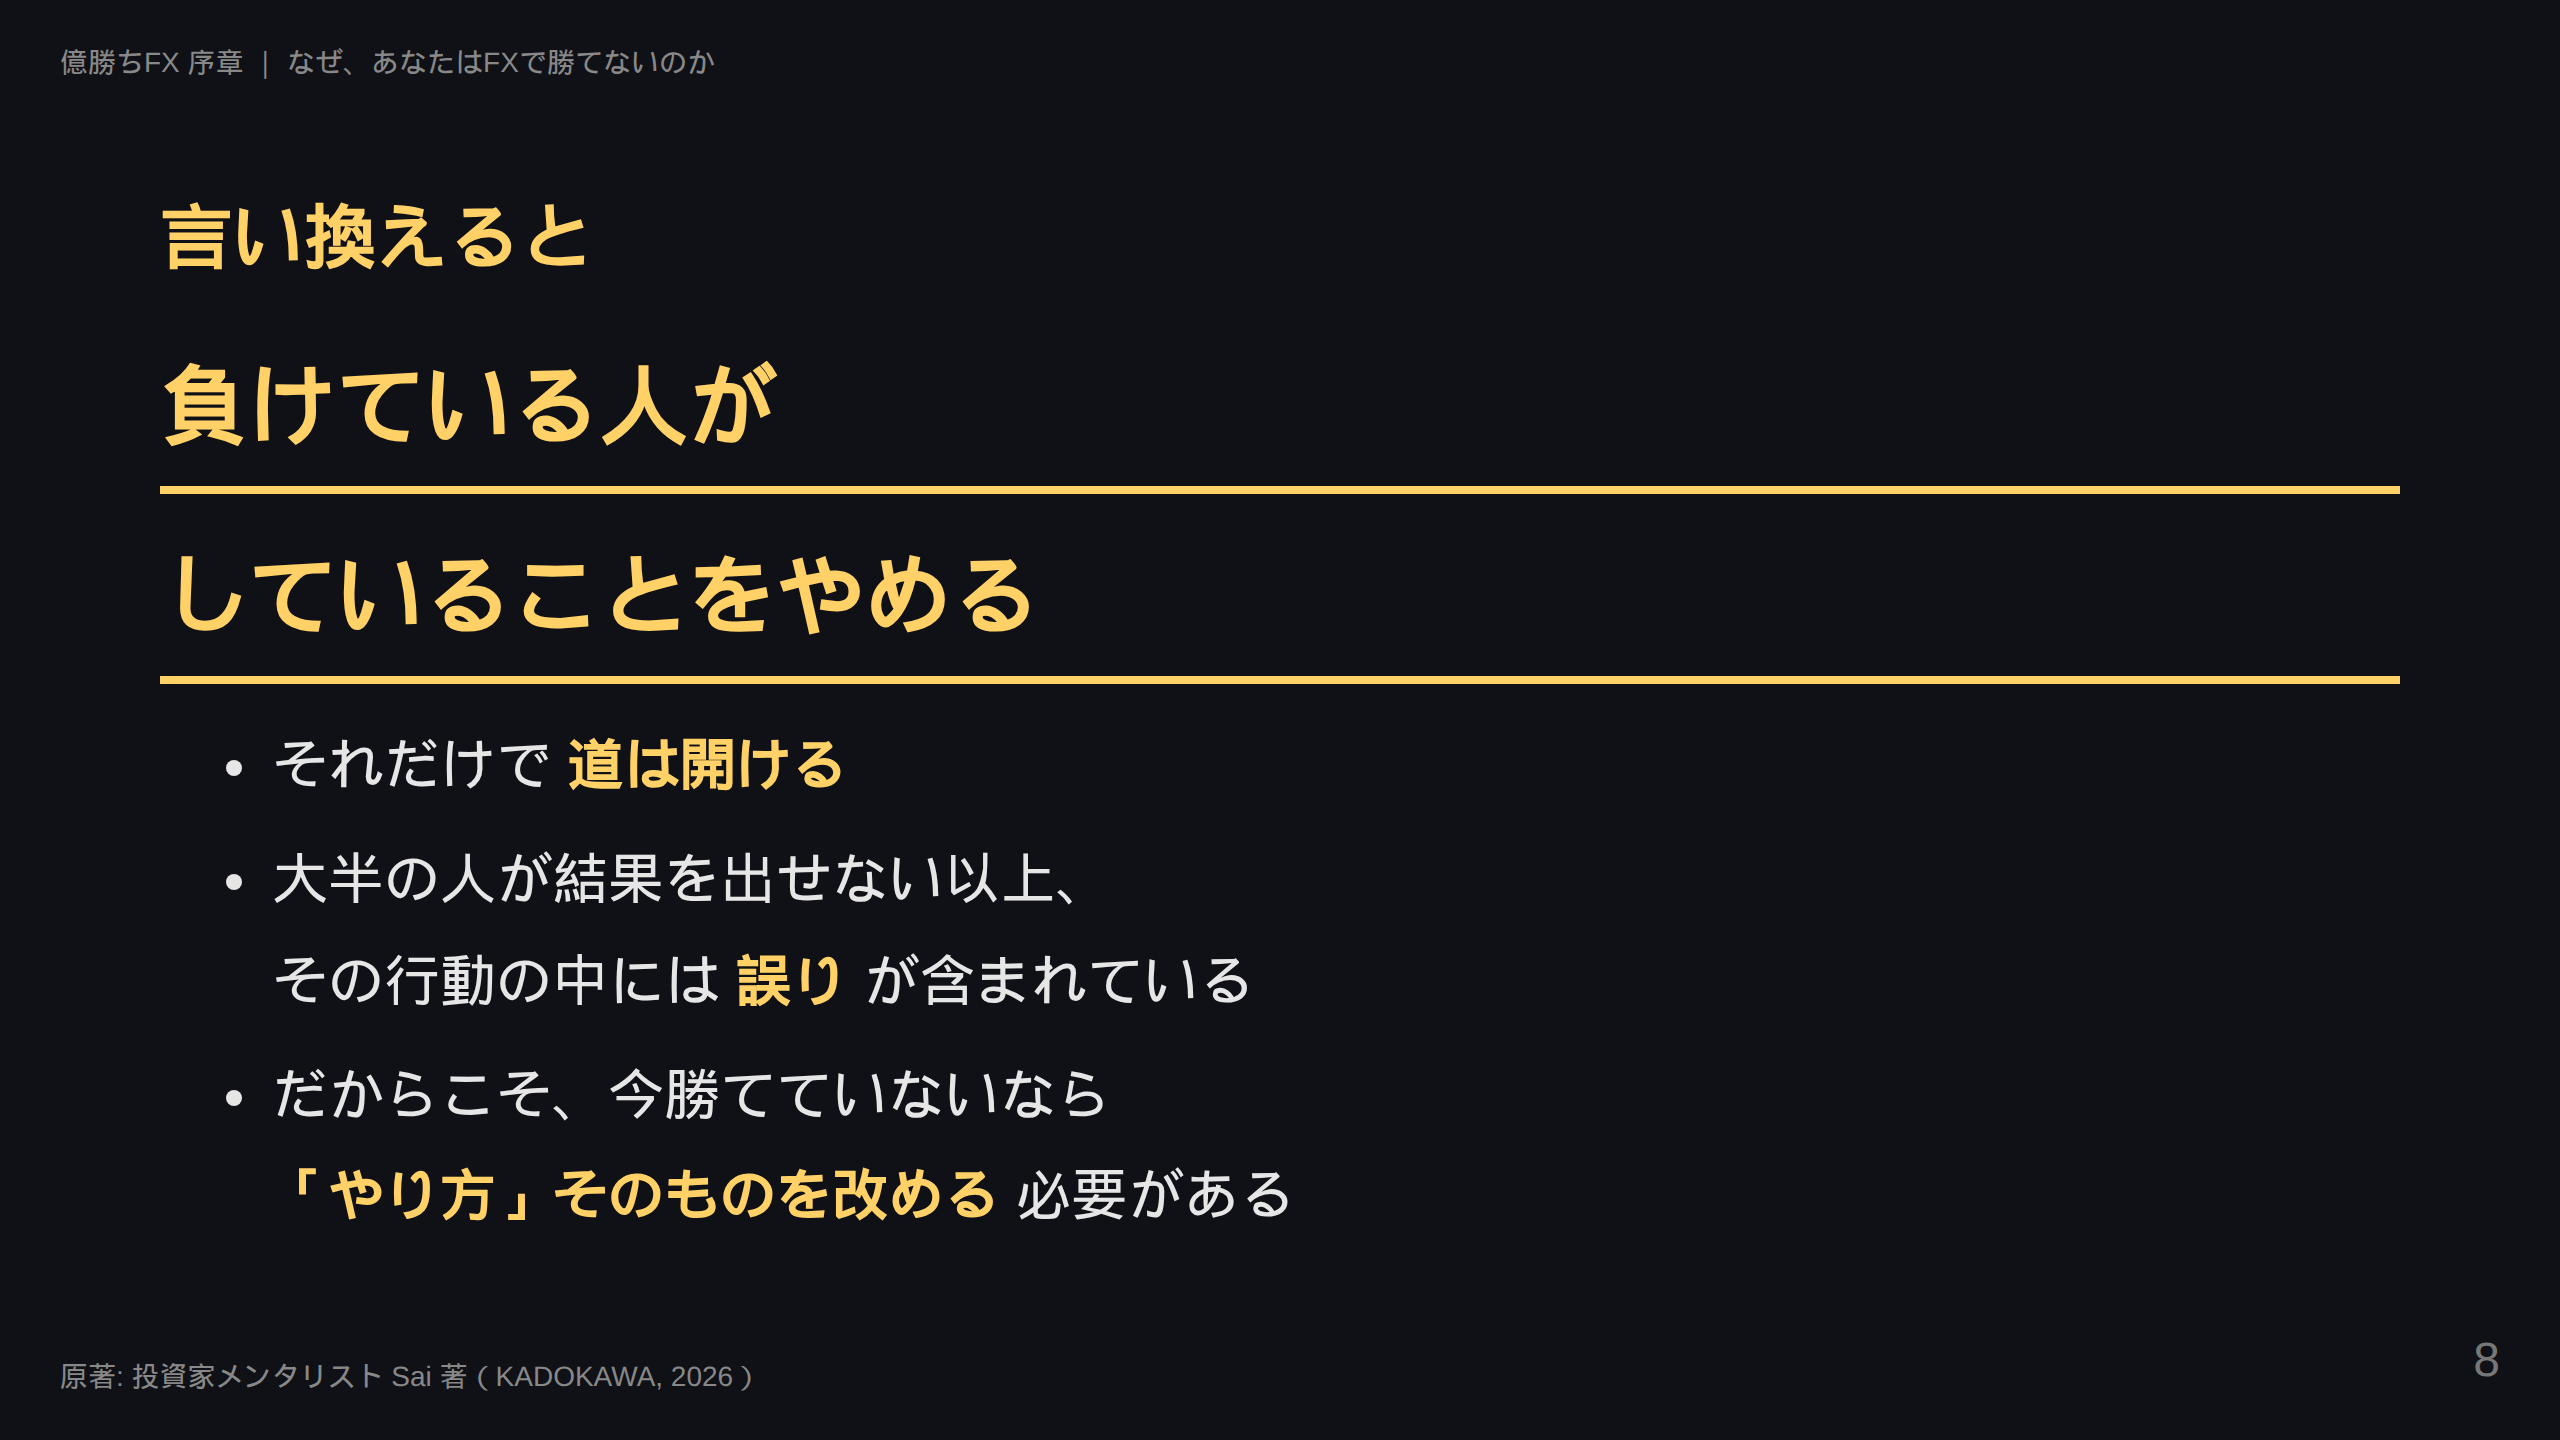 億勝ちFX 序章 ｜ なぜ、あなたはFXで勝てないのか
言い換えると
負けている人が
していることをやめる
• それだけで 道は開ける
• 大半の人が結果を出せない以上、
その行動の中には 誤り が含まれている
• だからこそ、今勝てていないなら
「やり方」そのものを改める 必要がある
原著: 投資家メンタリスト Sai 著（KADOKAWA, 2026）
8